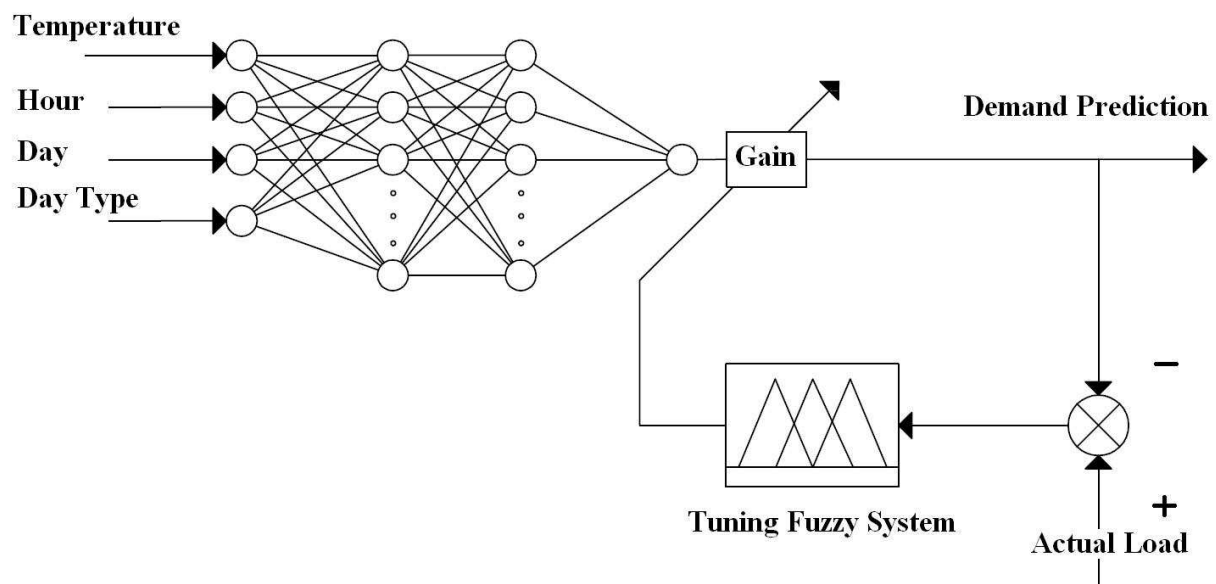 Temperature
Hour
Day
Day Type
Gain
Demand Prediction
−
Tuning Fuzzy System
+
Actual Load